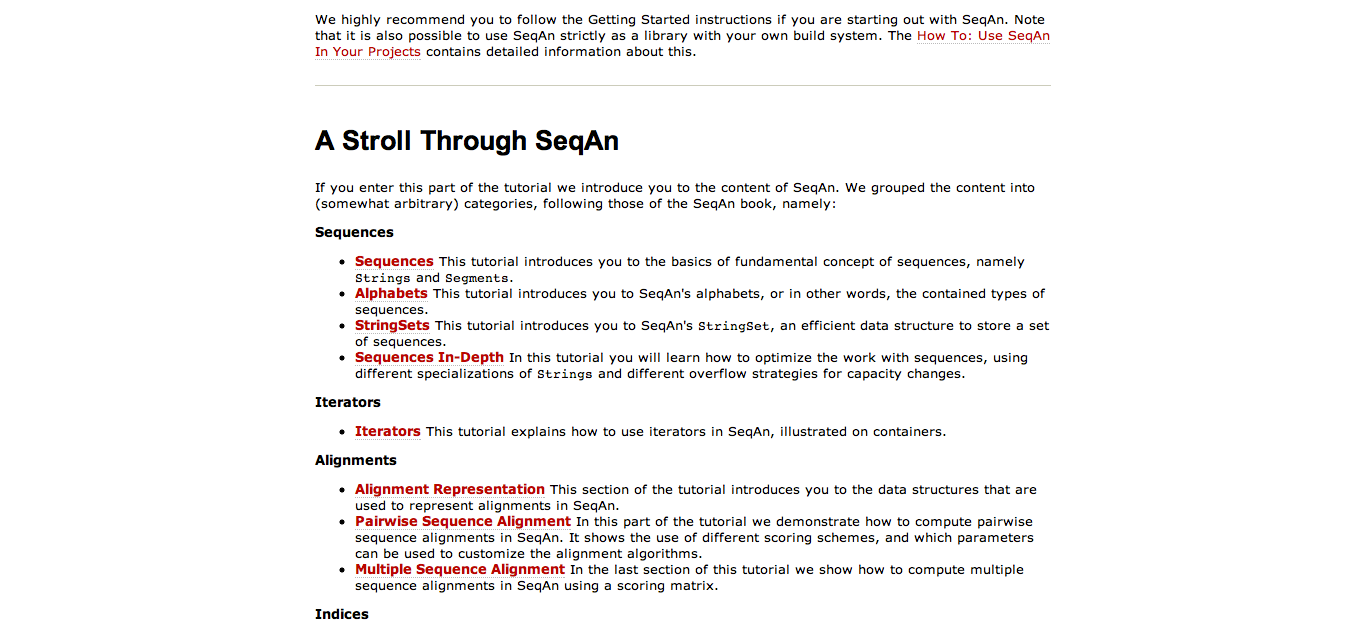 We highly recommend you to follow the Getting Started instructions if you are starting out with SeqAn. Note
that it is also possible to use SeqAn strictly as a library with your own build system. The How To: Use SeqAn
In Your Projects contains detailed information about this.
A Stroll Through SeqAn
If you enter this part of the tutorial we introduce you to the content of SeqAn. We grouped the content into
(somewhat arbitrary) categories, following those of the SeqAn book, namely:
Sequences
• Sequences This tutorial introduces you to the basics of fundamental concept of sequences, namely
Strings and Segments.
• Alphabets This tutorial introduces you to SeqAn's alphabets, or in other words, the contained types of
sequences.
• StringSets This tutorial introduces you to SeqAn's StringSet, an efficient data structure to store a set
of sequences.
• Sequences In-Depth In this tutorial you will learn how to optimize the work with sequences, using
different specializations of Strings and different overflow strategies for capacity changes.
Iterators
• Iterators This tutorial explains how to use iterators in SeqAn, illustrated on containers.
Alignments
• Alignment Representation This section of the tutorial introduces you to the data structures that are
used to represent alignments in SeqAn.
• Pairwise Sequence Alignment In this part of the tutorial we demonstrate how to compute pairwise
sequence alignments in SeqAn. It shows the use of different scoring schemes, and which parameters
can be used to customize the alignment algorithms.
• Multiple Sequence Alignment In the last section of this tutorial we show how to compute multiple
sequence alignments in SeqAn using a scoring matrix.
Indices